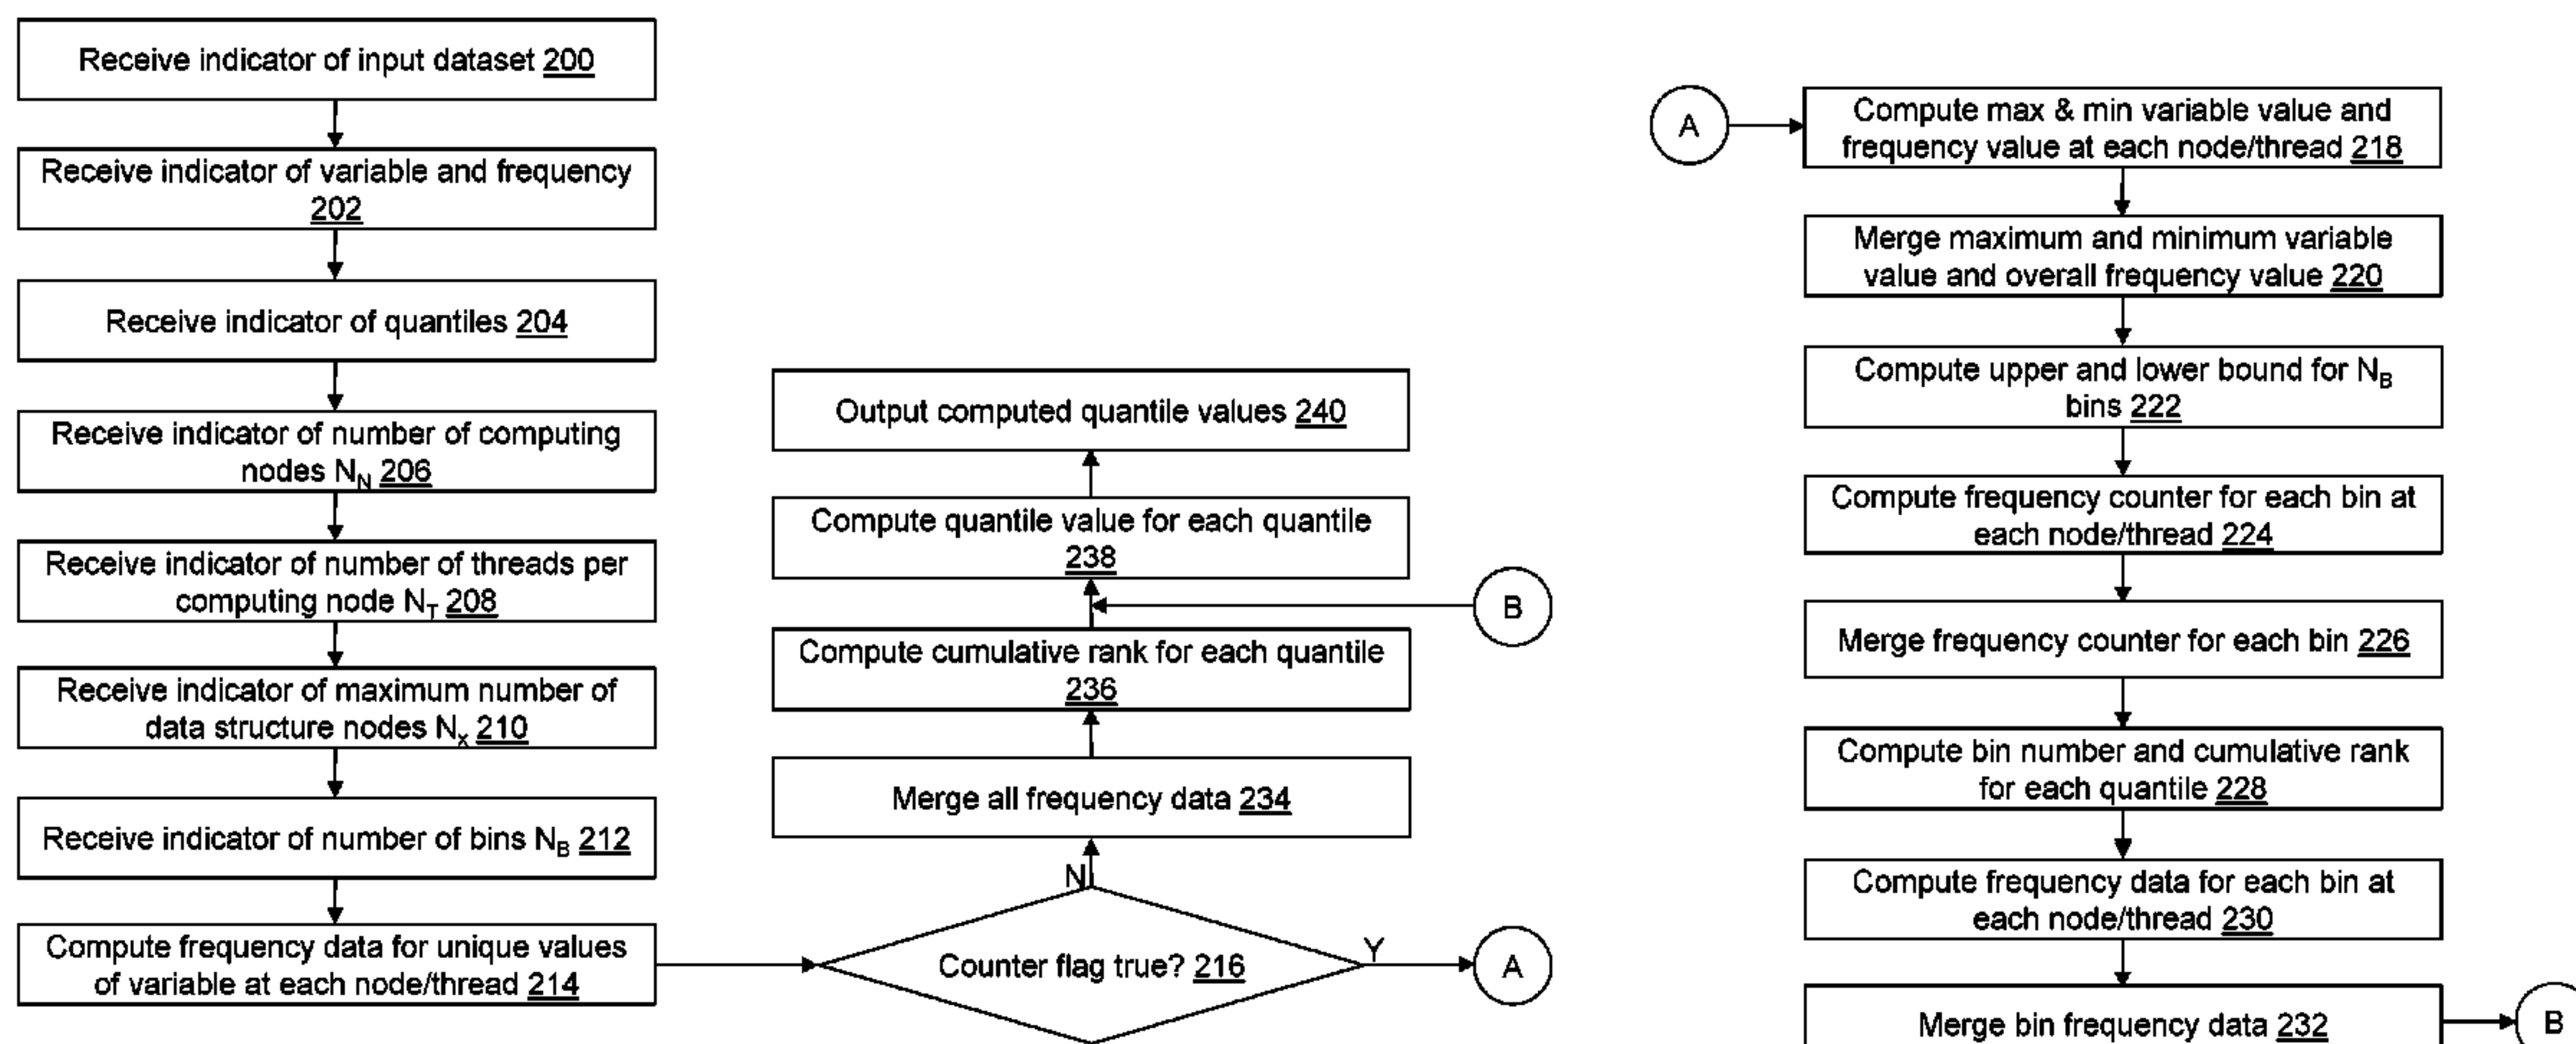 Receive indicator of input dataset 200
Receive indicator of variable and frequency
202
Receive indicator of quantiles 204
Receive indicator of number of computing
nodes N_N 206
Receive indicator of number of threads per
computing node N_T 208
Receive indicator of maximum number of
data structure nodes N_x 210
Receive indicator of number of bins N_B 212
Compute frequency data for unique values
of variable at each node/thread 214
Output computed quantile values 240
Compute quantile value for each quantile
238
B
Compute cumulative rank for each quantile
236
Merge all frequency data 234
N
Counter flag true? 216
Y
A
A
Compute max & min variable value and
frequency value at each node/thread 218
Merge maximum and minimum variable
value and overall frequency value 220
Compute upper and lower bound for N_B
bins 222
Compute frequency counter for each bin at
each node/thread 224
Merge frequency counter for each bin 226
Compute bin number and cumulative rank
for each quantile 228
Compute frequency data for each bin at
each node/thread 230
Merge bin frequency data 232
B